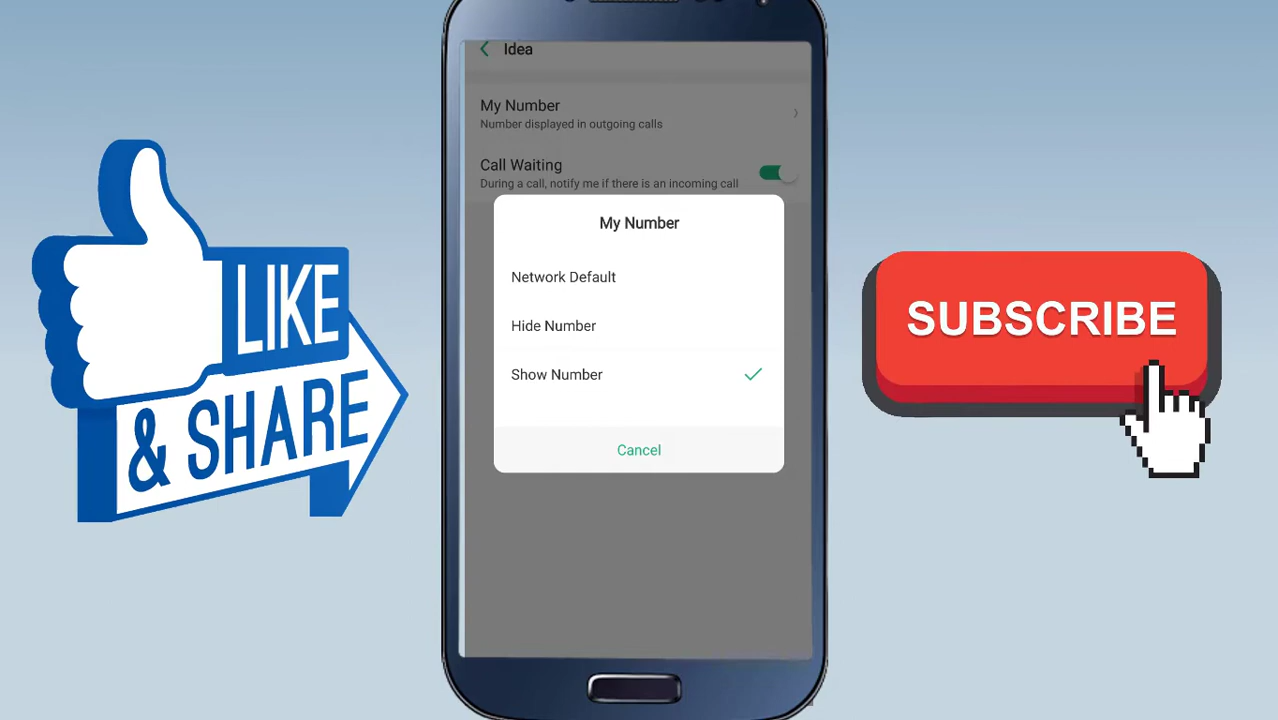 Idea
My Number
Number displayed in outgoing calls
Call Waiting
During a call, notify me if there is an incoming call
My Number
Network Default
Hide Number
Show Number
Cancel
LIKE
& SHARE
SUBSCRIBE